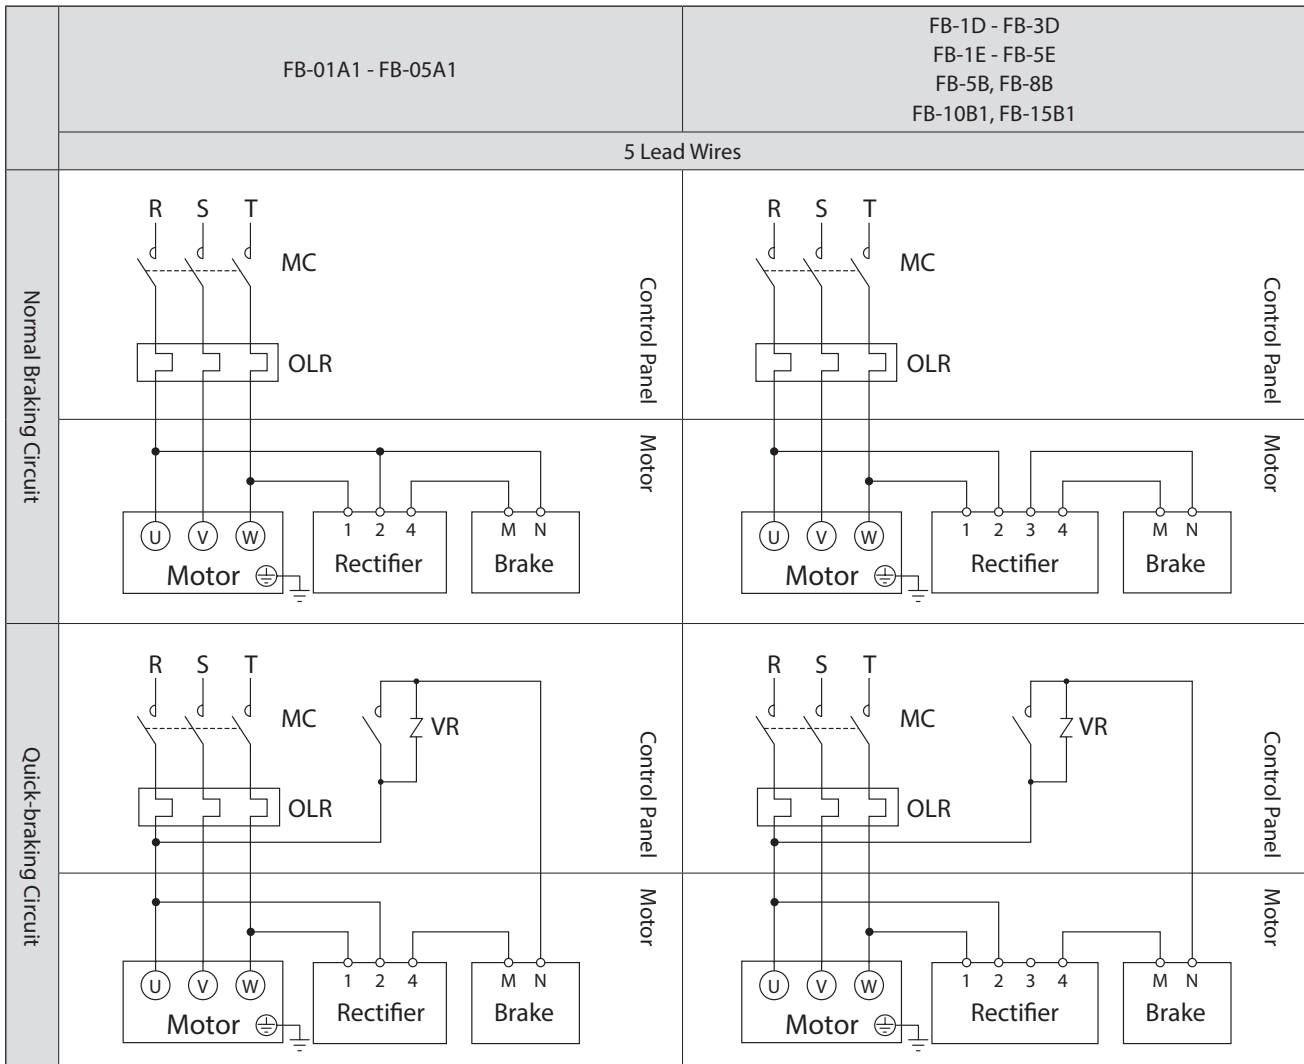 FB-01A1 - FB-05A1
FB-1D - FB-3D
FB-1E - FB-5E
FB-5B, FB-8B
FB-10B1, FB-15B1
5 Lead Wires
Normal Braking Circuit
R S T
MC
OLR
Control Panel
Motor
U V W
Motor
1 2 4
Rectifier
M N
Brake
R S T
MC
OLR
Control Panel
Motor
U V W
Motor
1 2 3 4
Rectifier
M N
Brake
Quick-braking Circuit
R S T
MC
VR
OLR
Control Panel
Motor
U V W
Motor
1 2 4
Rectifier
M N
Brake
R S T
MC
VR
OLR
Control Panel
Motor
U V W
Motor
1 2 3 4
Rectifier
M N
Brake